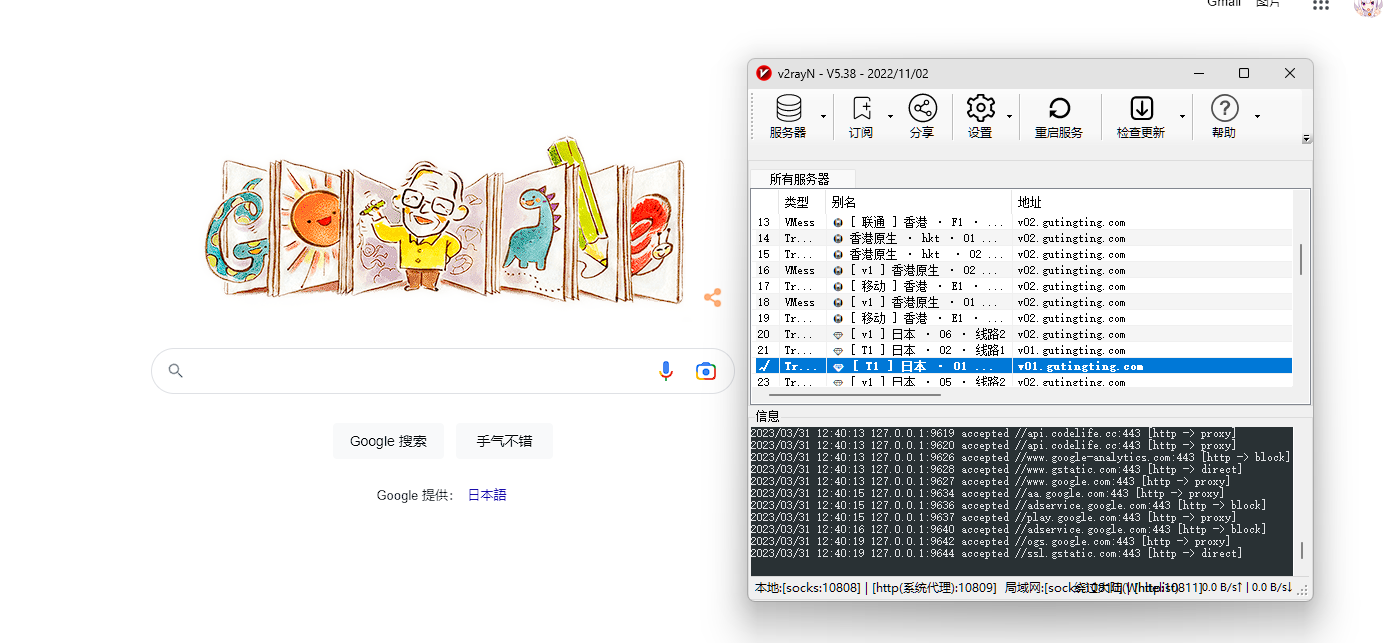 Gmail 图片
Google 搜索
手气不错
Google 提供： 日本語
v2rayN - V5.38 - 2022/11/02
服务器
订阅
分享
设置
重启服务
检查更新
帮助
所有服务器
类型 别名 地址
13 VMess [ 联通 ] 香港 · F1 · ... v02.gutingting.com
14 Tr... 香港原生 · hkt · 01 ... v02.gutingting.com
15 Tr... 香港原生 · hkt · 02 ... v02.gutingting.com
16 VMess [ v1 ] 香港原生 · 02 ... v02.gutingting.com
17 Tr... [ 移动 ] 香港 · E1 · ... v02.gutingting.com
18 VMess [ v1 ] 香港原生 · 01 ... v02.gutingting.com
19 Tr... [ 移动 ] 香港 · E1 · ... v02.gutingting.com
20 Tr... [ v1 ] 日本 · 06 · 线路2 v02.gutingting.com
21 Tr... [ T1 ] 日本 · 02 · 线路1 v01.gutingting.com
√ Tr... [ T1 ] 日本 · 01 ... v01.gutingting.com
23 Tr... [ v1 ] 日本 · 05 · 线路2 v02.gutingting.com
信息
2023/03/31 12:40:13 127.0.0.1:9619 accepted //api.codelife.cc:443 [http -> proxy]
2023/03/31 12:40:13 127.0.0.1:9620 accepted //api.codelife.cc:443 [http -> proxy]
2023/03/31 12:40:13 127.0.0.1:9626 accepted //www.google-analytics.com:443 [http -> block]
2023/03/31 12:40:13 127.0.0.1:9628 accepted //www.gstatic.com:443 [http -> direct]
2023/03/31 12:40:13 127.0.0.1:9627 accepted //www.google.com:443 [http -> proxy]
2023/03/31 12:40:15 127.0.0.1:9634 accepted //aa.google.com:443 [http -> proxy]
2023/03/31 12:40:15 127.0.0.1:9636 accepted //adservice.google.com:443 [http -> block]
2023/03/31 12:40:15 127.0.0.1:9637 accepted //play.google.com:443 [http -> proxy]
2023/03/31 12:40:16 127.0.0.1:9640 accepted //adservice.google.com:443 [http -> block]
2023/03/31 12:40:19 127.0.0.1:9642 accepted //ogs.google.com:443 [http -> proxy]
2023/03/31 12:40:19 127.0.0.1:9644 accepted //ssl.gstatic.com:443 [http -> direct]
本地:[socks:10808] | [http(系统代理):10809] 局域网:[socks 绕过大陆(Whitelist) 0.0 B/s↑ | 0.0 B/s↓